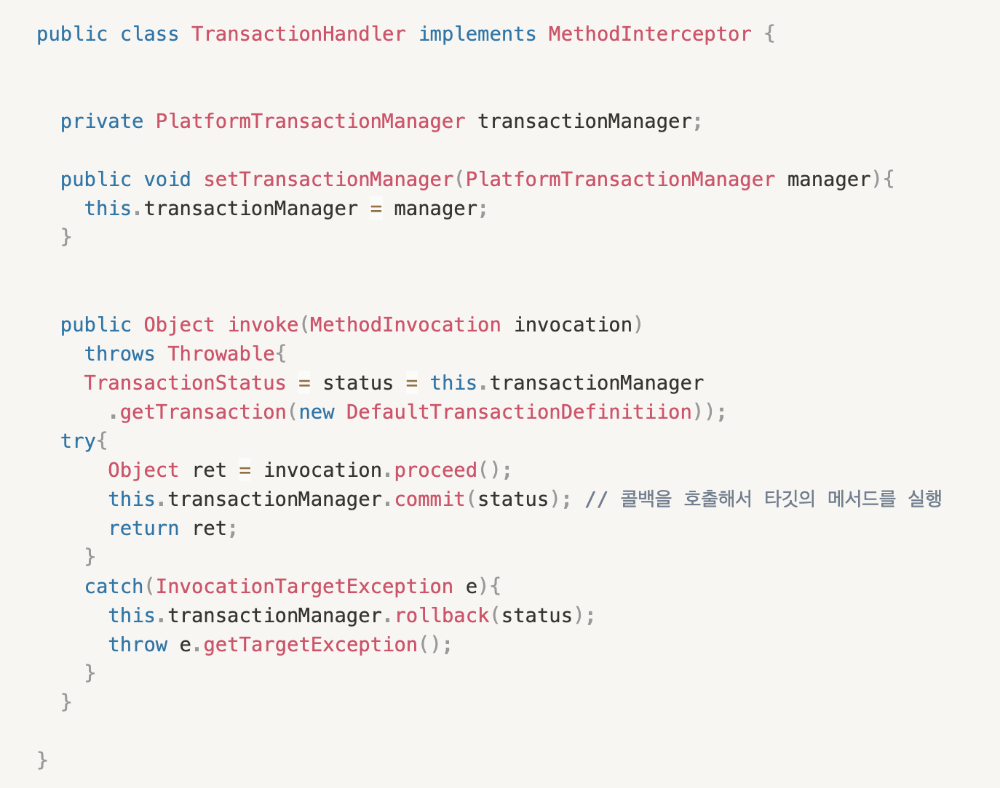 public class TransactionHandler implements MethodInterceptor {
private PlatformTransactionManager transactionManager;
public void setTransactionManager(PlatformTransactionManager manager){
this.transactionManager = manager;
}
public Object invoke(MethodInvocation invocation)
throws Throwable{
TransactionStatus = status = this.transactionManager
.getTransaction(new DefaultTransactionDefinitiion));
try{
Object ret = invocation.proceed();
this.transactionManager.commit(status); // 콜백을 호출해서 타깃의 메서드를 실행
return ret;
}
catch(InvocationTargetException e){
this.transactionManager.rollback(status);
throw e.getTargetException();
}
}
}